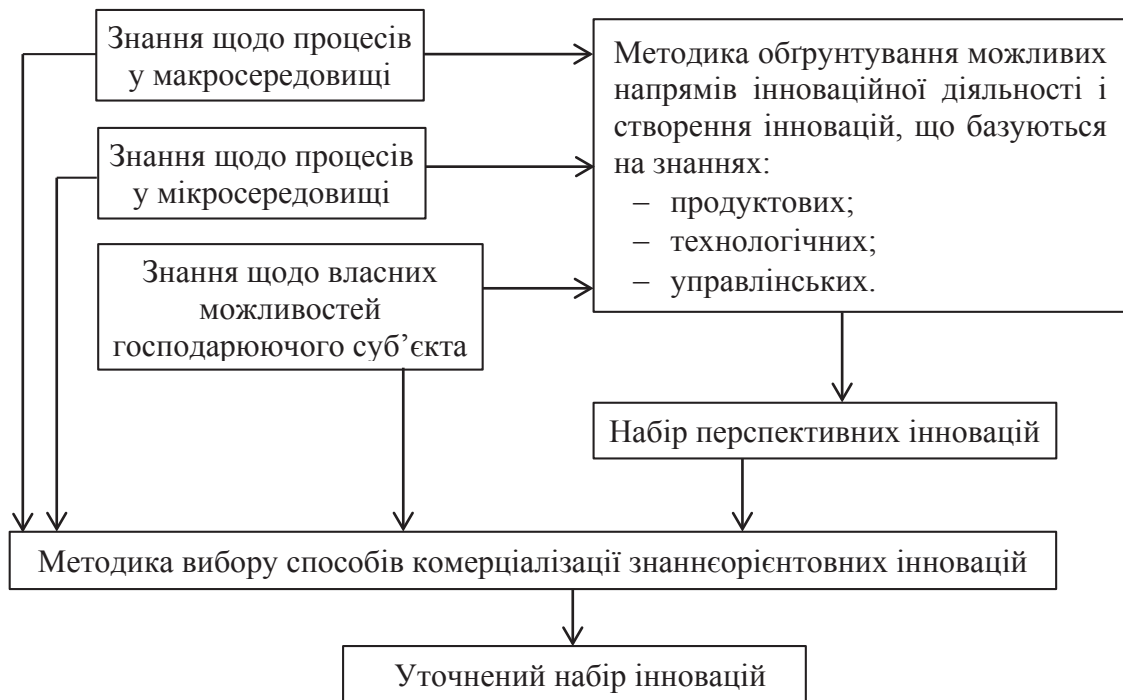 Знання щодо процесів
у макросередовищі
Знання щодо процесів
у мікросередовищі
Знання щодо власних
можливостей
господарюючого суб’єкта
Методика обґрунтування можливих
напрямів інноваційної діяльності і
створення інновацій, що базуються
на знаннях:
– продуктових;
– технологічних;
– управлінських.
Набір перспективних інновацій
Методика вибору способів комерціалізації знаннєорієнтовних інновацій
Уточнений набір інновацій